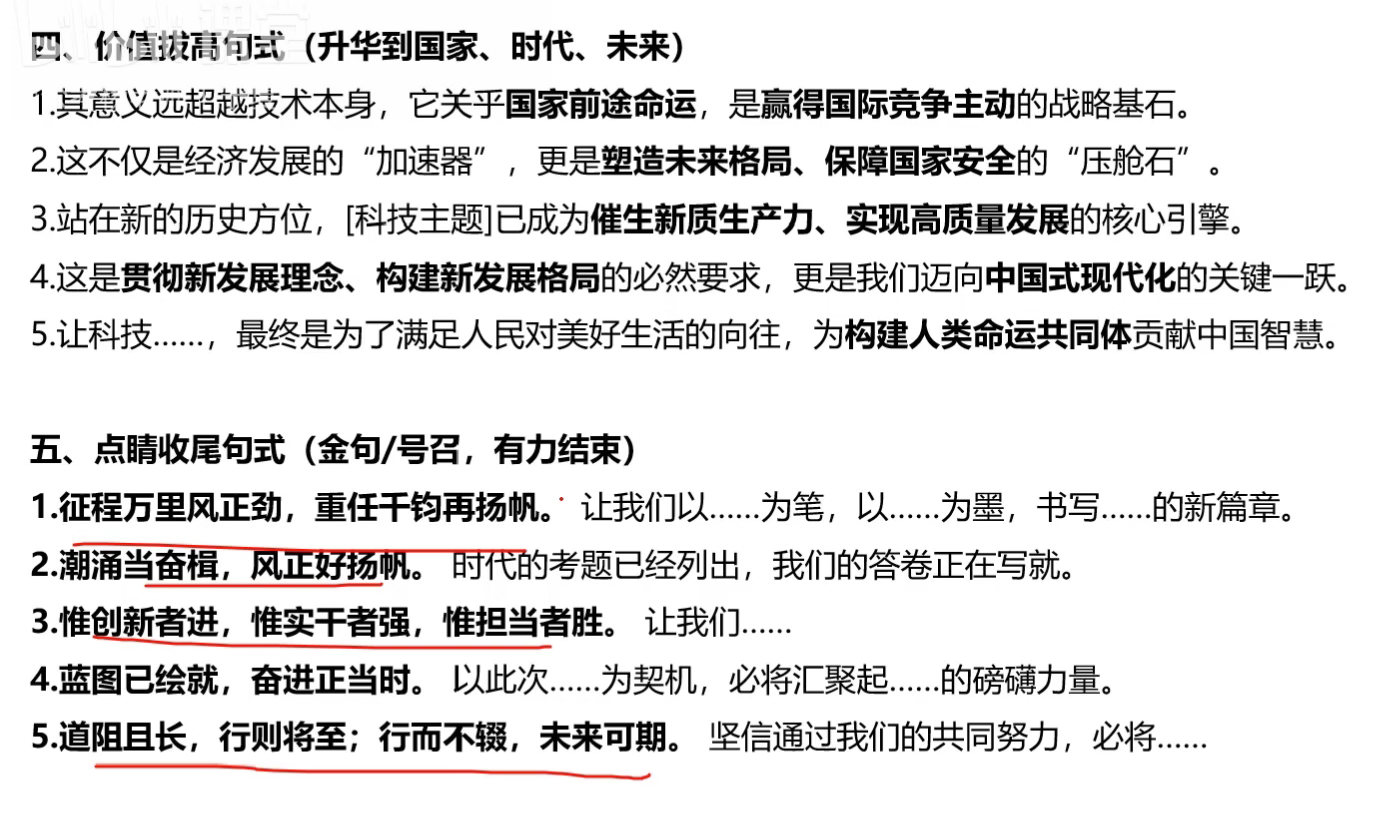 四、价值拔高句式（升华到国家、时代、未来）
1.其意义远超越技术本身，它关乎国家前途命运，是赢得国际竞争主动的战略基石。
2.这不仅是经济发展的“加速器”，更是塑造未来格局、保障国家安全的“压舱石”。
3.站在新的历史方位，[科技主题]已成为催生新质生产力、实现高质量发展的核心引擎。
4.这是贯彻新发展理念、构建新发展格局的必然要求，更是我们迈向中国式现代化的关键一跃。
5.让科技……，最终是为了满足人民对美好生活的向往，为构建人类命运共同体贡献中国智慧。
五、点睛收尾句式（金句/号召，有力结束）
1.征程万里风正劲，重任千钧再扬帆。 让我们以……为笔，以……为墨，书写……的新篇章。
2.潮涌当奋楫，风正好扬帆。 时代的考题已经列出，我们的答卷正在写就。
3.惟创新者进，惟实干者强，惟担当者胜。 让我们……
4.蓝图已绘就，奋进正当时。 以此次……为契机，必将汇聚起……的磅礴力量。
5.道阻且长，行则将至；行而不辍，未来可期。 坚信通过我们的共同努力，必将……